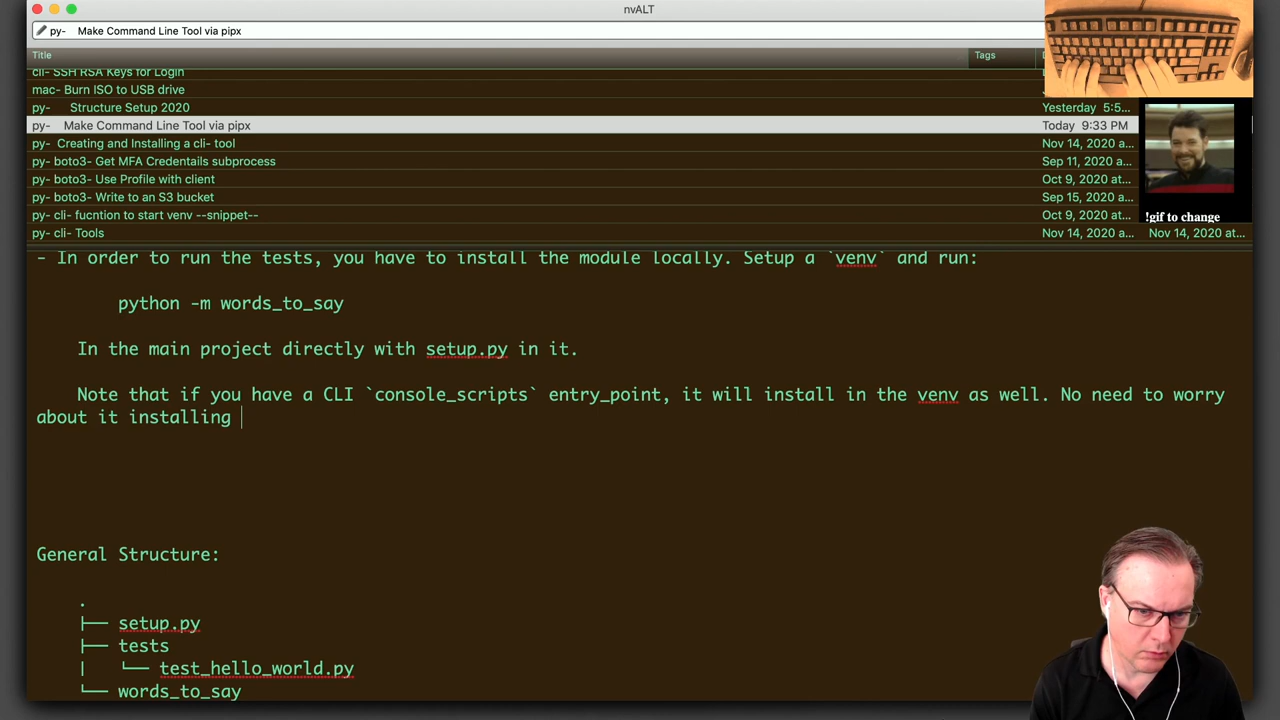 nvALT
py-    Make Command Line Tool via pipx
Title Tags
cli- SSH RSA Keys for Login
mac- Burn ISO to USB drive
py-    Structure Setup 2020 Yesterday 5:5...
py-    Make Command Line Tool via pipx Today 9:33 PM
py-  Creating and Installing a cli- tool Nov 14, 2020 a...
py- boto3- Get MFA Credentails subprocess Sep 11, 2020 a...
py- boto3- Use Profile with client Oct 9, 2020 at...
py- boto3- Write to an S3 bucket Sep 15, 2020 a...
py- cli- fucntion to start venv --snippet-- Oct 9, 2020 at...
!gif to change
py- cli- Tools Nov 14, 2020 a... Nov 14, 2020 at...
- In order to run the tests, you have to install the module locally. Setup a `venv` and run:
python -m words_to_say
In the main project directly with setup.py in it.
Note that if you have a CLI `console_scripts` entry_point, it will install in the venv as well. No need to worry
about it installing
General Structure:
.
├── setup.py
├── tests
│   └── test_hello_world.py
└── words_to_say